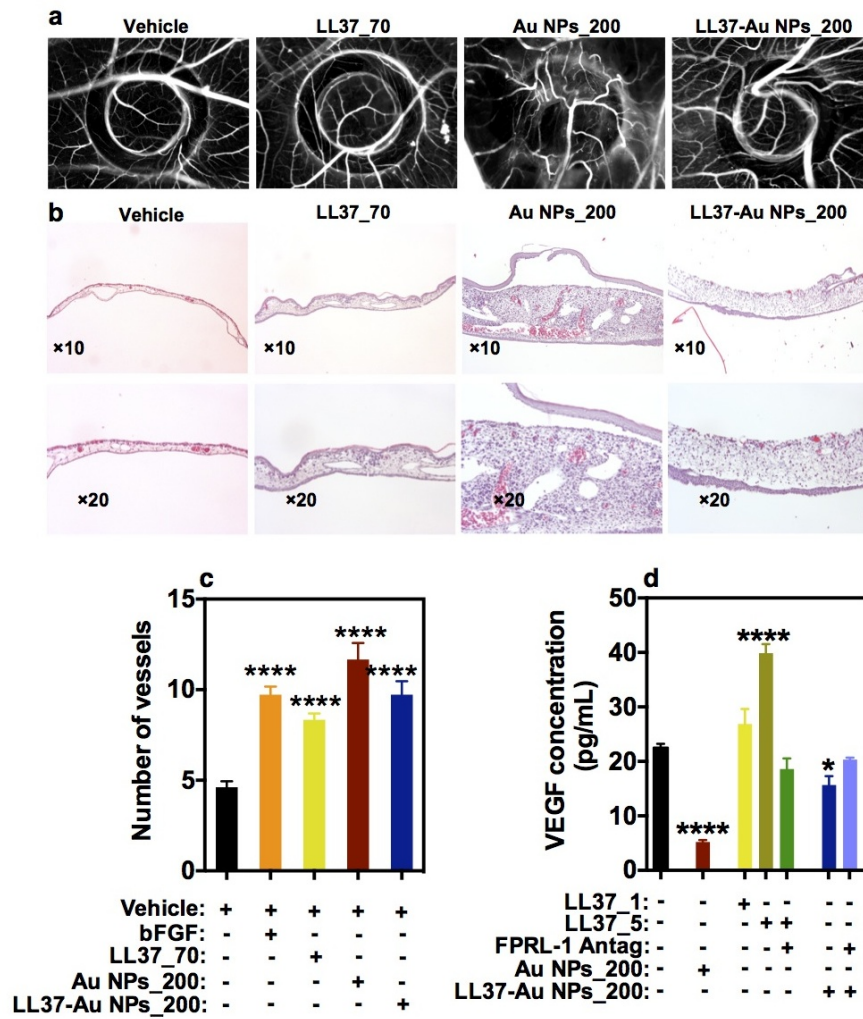 a
Vehicle LL37_70 Au NPs_200 LL37-Au NPs_200
b
Vehicle LL37_70 Au NPs_200 LL37-Au NPs_200
×10 ×10 ×10 ×10
×20 ×20 ×20 ×20
c
Number of vessels
15
10
5
0
**** **** **** ****
Vehicle: + + + + +
bFGF: - + - - -
LL37_70: - - + - -
Au NPs_200: - - - + -
LL37-Au NPs_200: - - - - +
d
VEGF concentration
(pg/mL)
50
40
30
20
10
0
**** **** *
LL37_1: - - + - - - -
LL37_5: - - - + + - -
FPRL-1 Antag: - - - - + - +
Au NPs_200: - + - - - - -
LL37-Au NPs_200: - - - - - + +